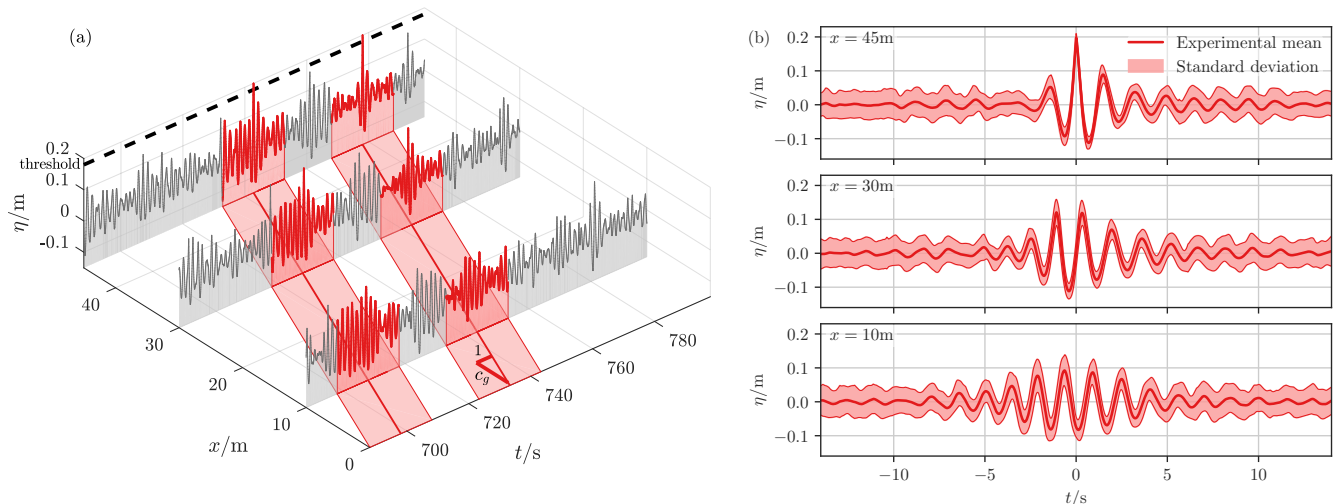 (a)
0.2
threshold
0.1
0
-0.1
η/m
40
30
20
10
0
x/m
1
c_g
700
720
740
760
780
t/s
(b)
x = 45m
Experimental mean
Standard deviation
0.2
0.1
0.0
−0.1
η/m
x = 30m
0.2
0.1
0.0
−0.1
η/m
x = 10m
0.2
0.1
0.0
−0.1
η/m
−10
−5
0
5
10
t/s